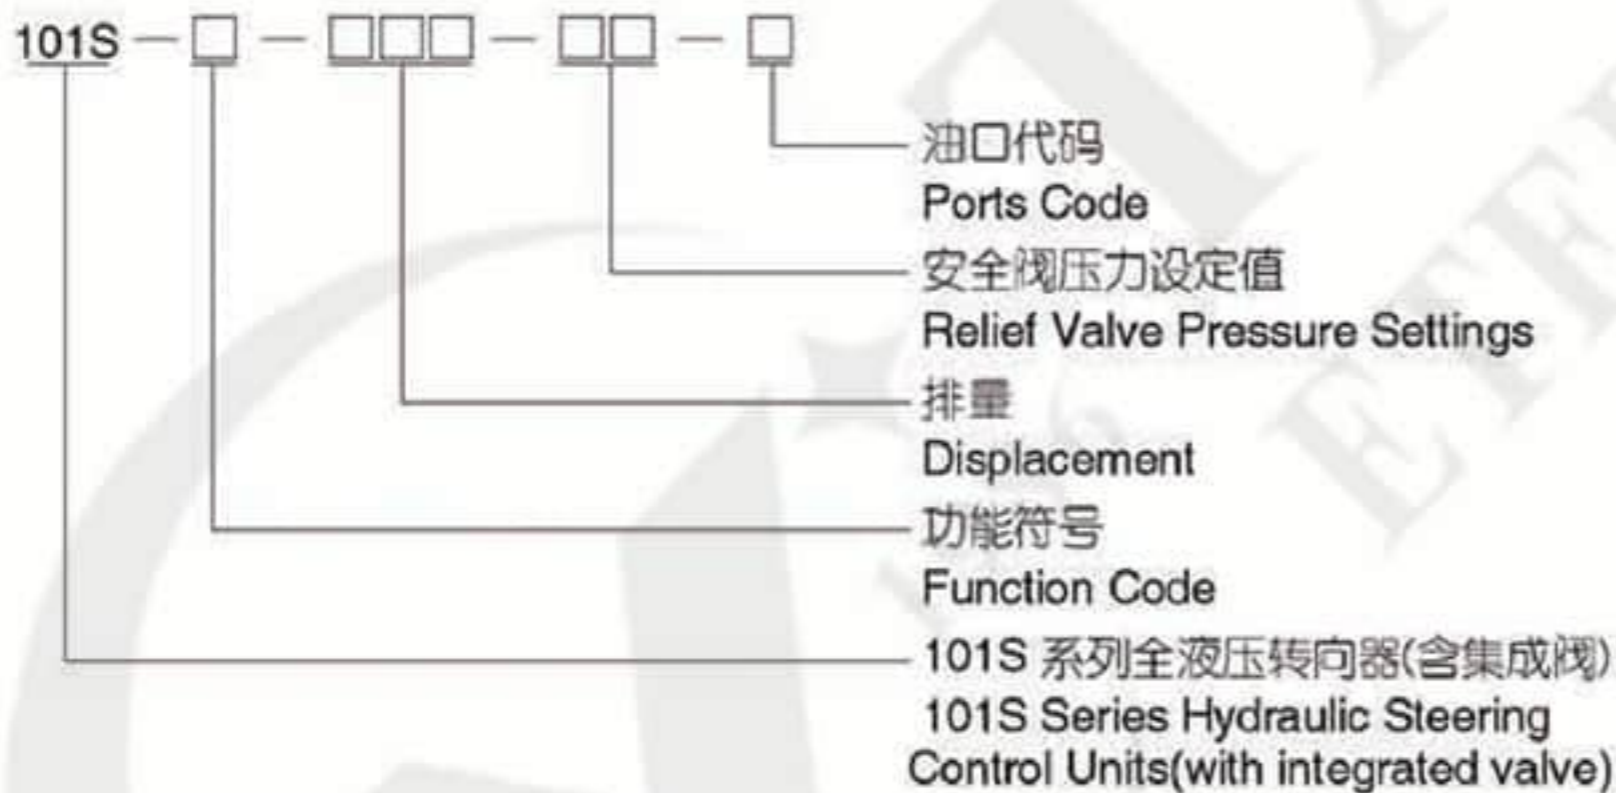 101S — □ — □□□ — □□ — □
油口代码
Ports Code
安全阀压力设定值
Relief Valve Pressure Settings
排量
Displacement
功能符号
Function Code
101S 系列全液压转向器(含集成阀)
101S Series Hydraulic Steering
Control Units(with integrated valve)